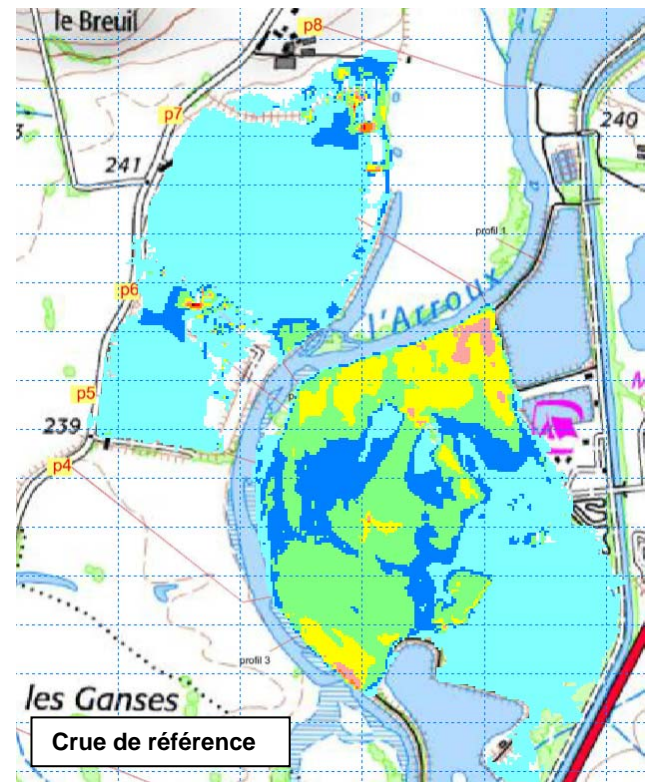 le Breuil
p8
p7
240
241
profil 1
p6
l'Arroux
p5
239
p4
profil 3
les Ganses
Crue de référence